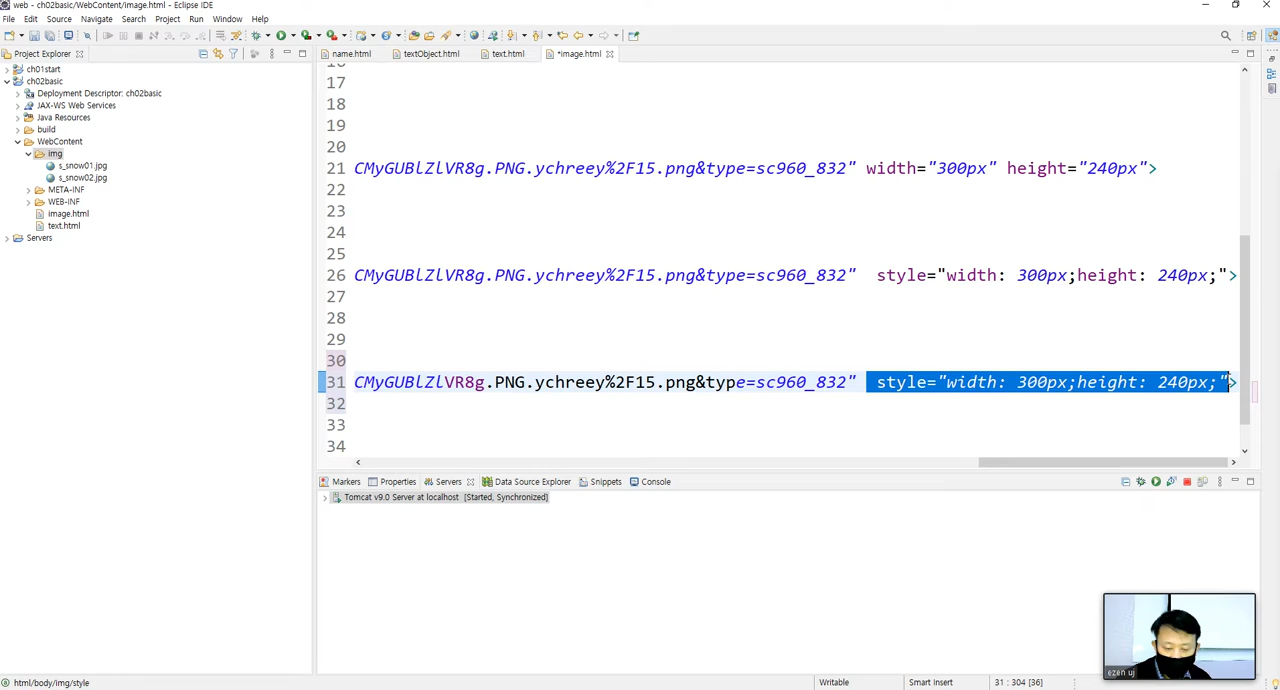 web - ch02basic/WebContent/image.html - Eclipse IDE
File Edit Source Navigate Search Project Run Window Help
Project Explorer
name.html textObject.html text.html *image.html
ch01start
ch02basic
Deployment Descriptor: ch02basic
JAX-WS Web Services
Java Resources
build
WebContent
img
s_snow01.jpg
s_snow02.jpg
META-INF
WEB-INF
image.html
text.html
Servers
16
17
18
19
20
21 CMyGUBlZlVR8g.PNG.ychreey%2F15.png&type=sc960_832" width="300px" height="240px">
22
23
24
25
26 CMyGUBlZlVR8g.PNG.ychreey%2F15.png&type=sc960_832" style="width: 300px;height: 240px;">
27
28
29
30
31 CMyGUBlZlVR8g.PNG.ychreey%2F15.png&type=sc960_832" style="width: 300px;height: 240px;">
32
33
34
Markers Properties Servers Data Source Explorer Snippets Console
Tomcat v9.0 Server at localhost [Started, Synchronized]
ezen uj
html/body/img/style Writable Smart Insert 31 : 304 [36]